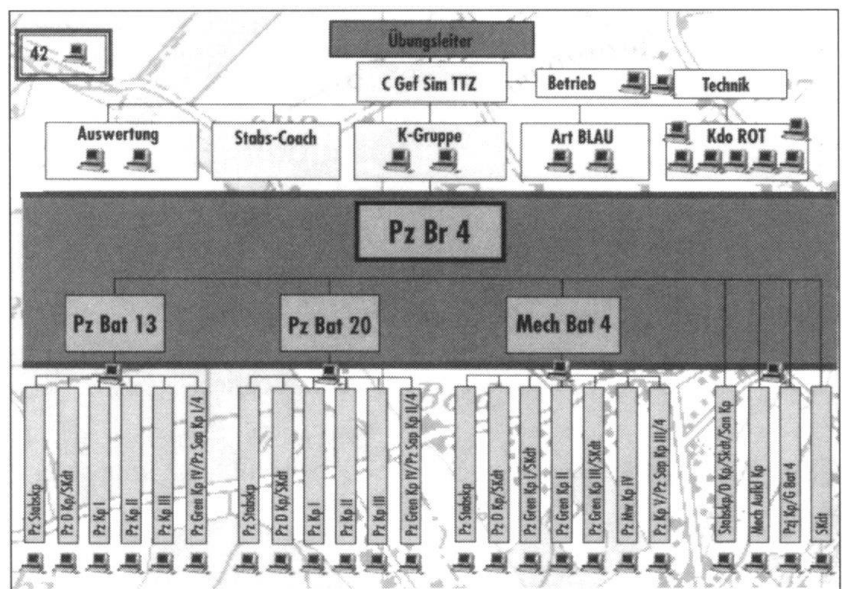 42
Übungsleiter
C Gef Sim TTZ
Betrieb
Technik
Auswertung
Stabs-Coach
K-Gruppe
Art BLAU
Kdo ROT
Pz Br 4
Pz Bat 13
Pz Bat 20
Mech Bat 4
Pz Stabskp
Pz D Kp/SKdt
Pz Kp I
Pz Kp II
Pz Kp III
Pz Gren Kp IV/Pz Sap Kp I/4
Pz Stabskp
Pz D Kp/SKdt
Pz Kp I
Pz Kp II
Pz Kp III
Pz Gren Kp IV/Pz Sap Kp II/4
Pz Stabskp
Pz D Kp/SKdt
Pz Gren Kp I/SKdt
Pz Gren Kp II
Pz Gren Kp III/SKdt
Pz Mw Kp IV
Pz Kp V/Pz Sap Kp III/4
Stabskp/D Kp/Skdt/San Kp
Mech Aufkl Kp
Pzj Kp/G Bat 4
SKdt